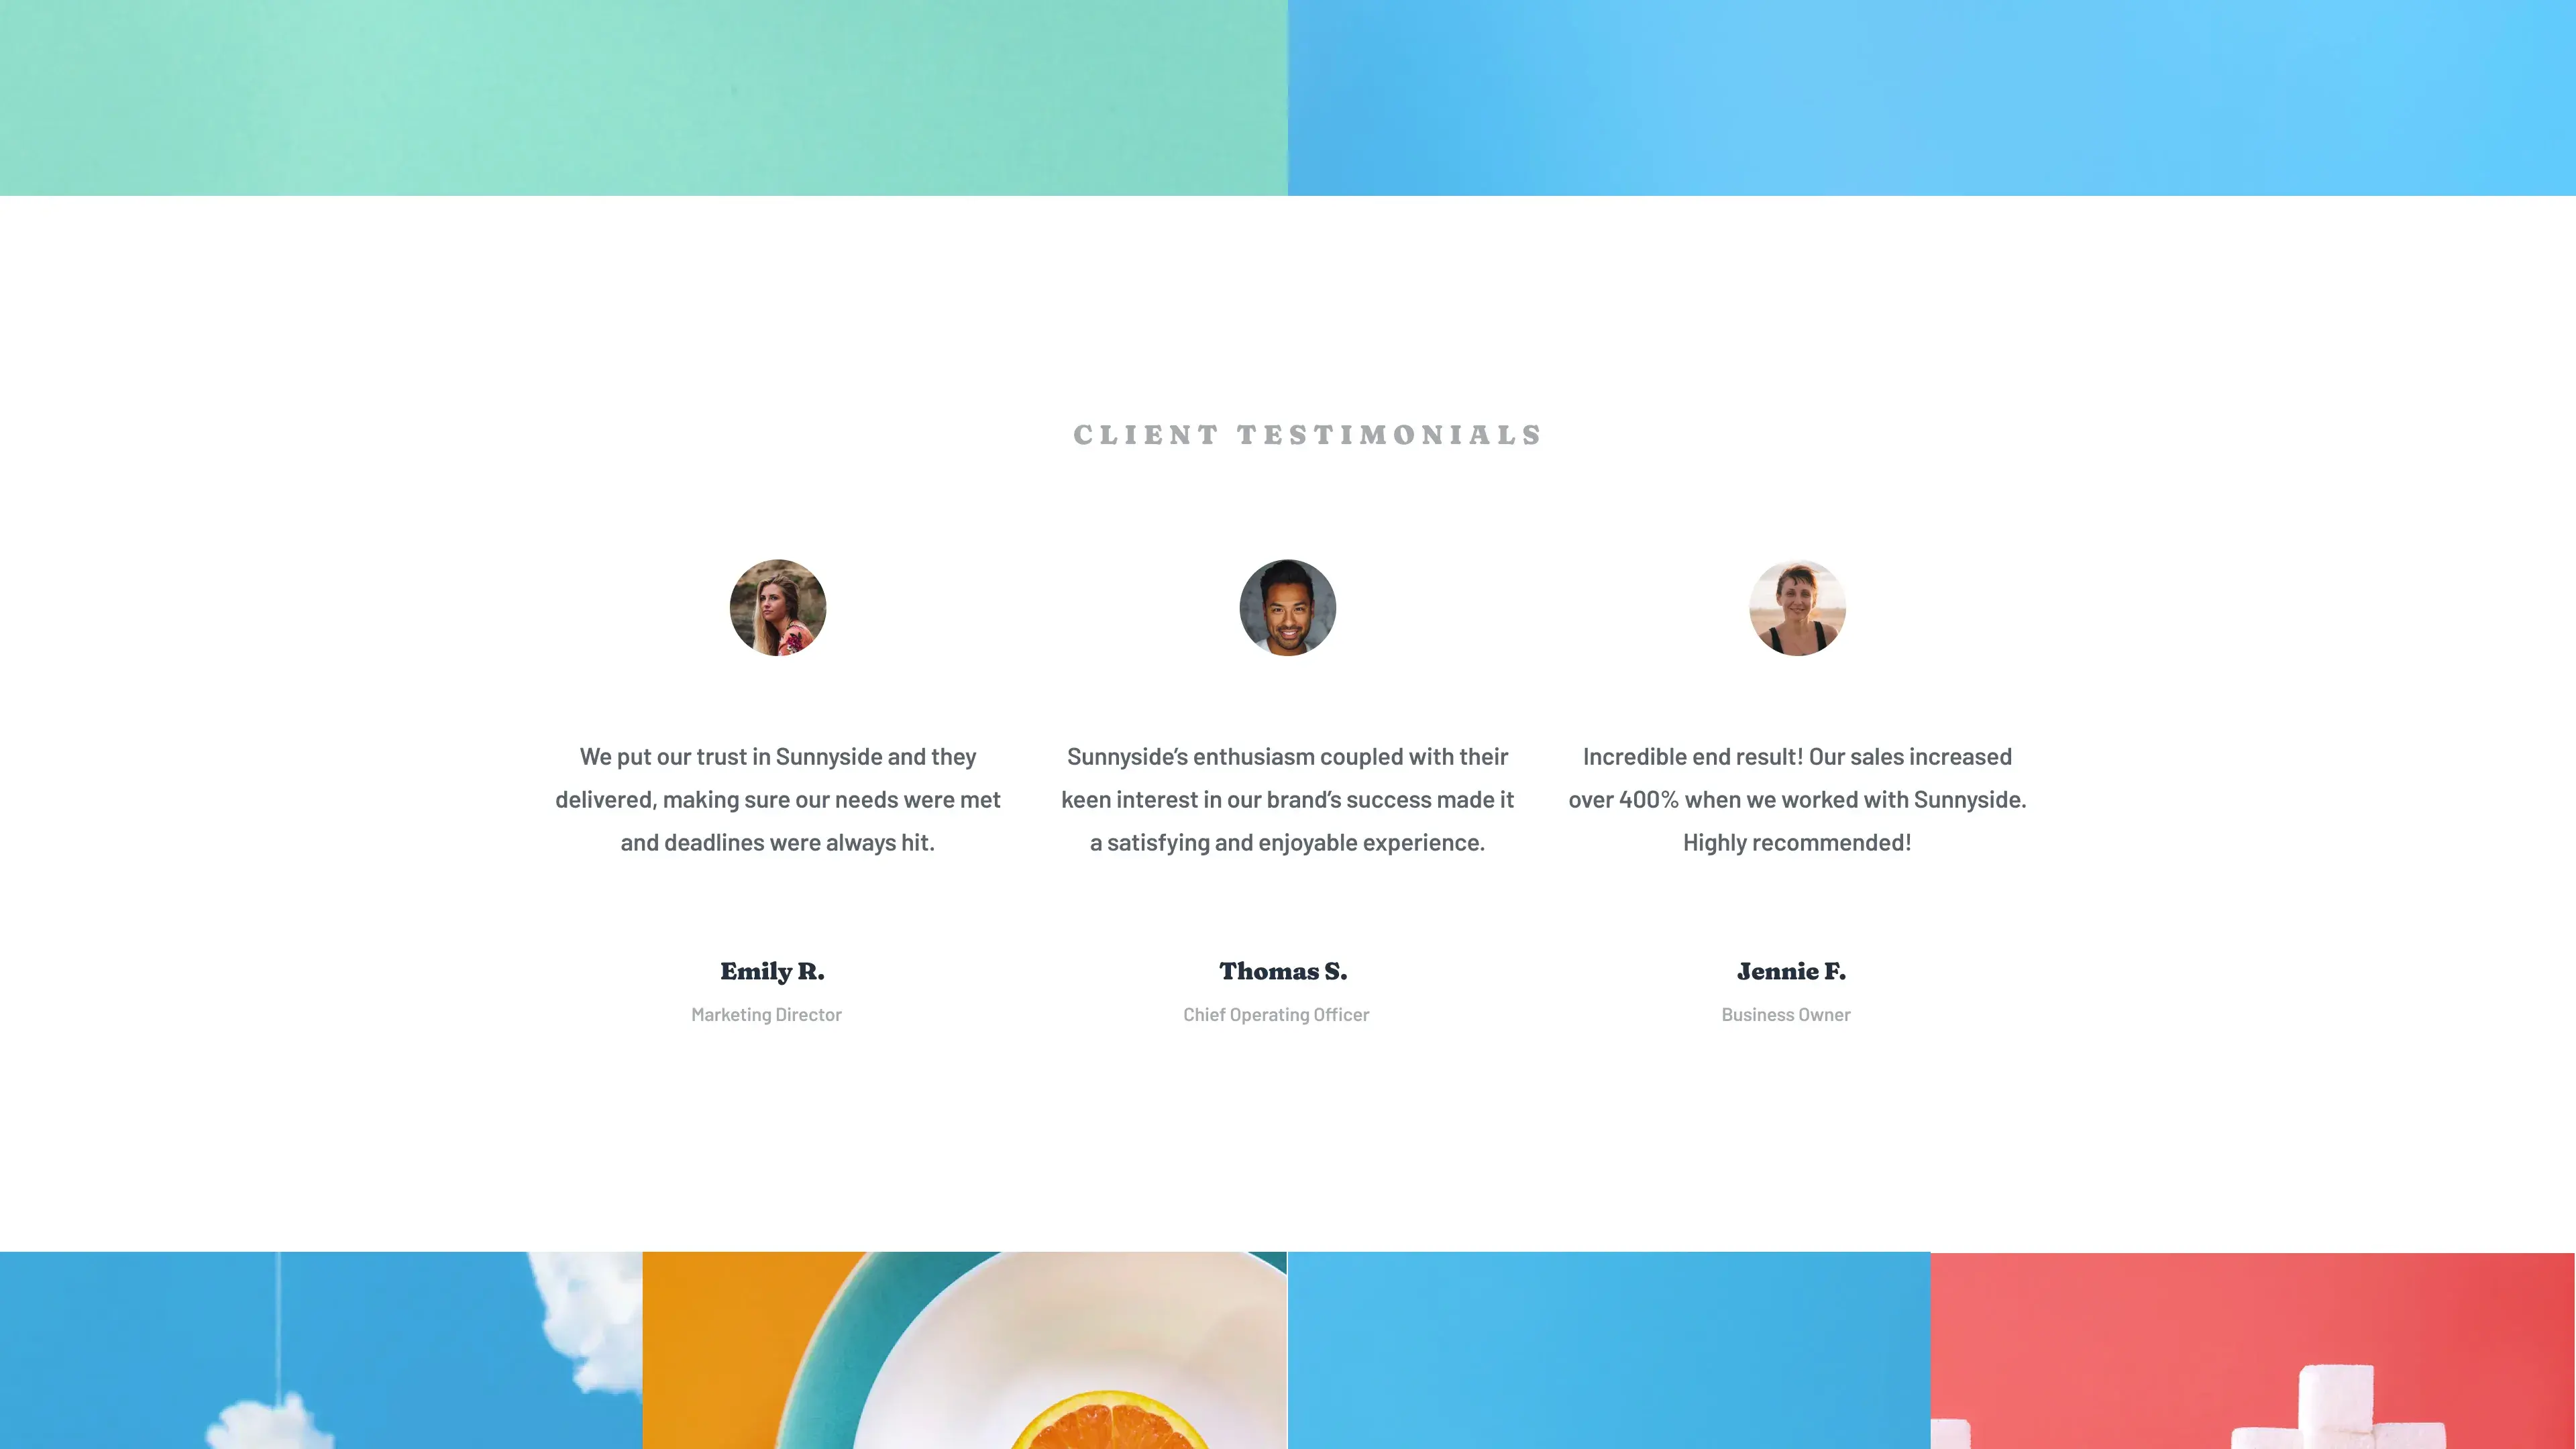 CLIENT TESTIMONIALS
We put our trust in Sunnyside and they
delivered, making sure our needs were met
and deadlines were always hit.
Emily R.
Marketing Director
Sunnyside’s enthusiasm coupled with their
keen interest in our brand’s success made it
a satisfying and enjoyable experience.
Thomas S.
Chief Operating Officer
Incredible end result! Our sales increased
over 400% when we worked with Sunnyside.
Highly recommended!
Jennie F.
Business Owner